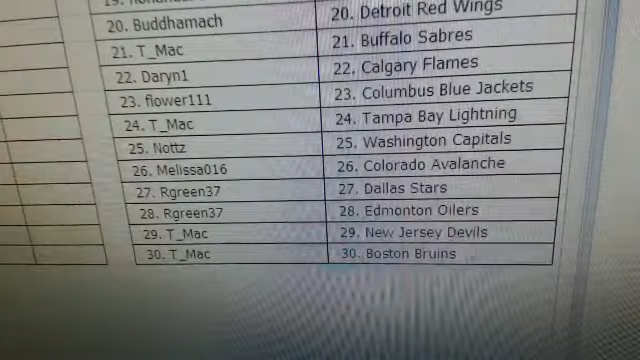 20. Buddhamach 20. Detroit Red Wings
21. T_Mac 21. Buffalo Sabres
22. Daryn1 22. Calgary Flames
23. flower111 23. Columbus Blue Jackets
24. T_Mac 24. Tampa Bay Lightning
25. Nottz 25. Washington Capitals
26. Melissa016 26. Colorado Avalanche
27. Rgreen37 27. Dallas Stars
28. Rgreen37 28. Edmonton Oilers
29. T_Mac 29. New Jersey Devils
30. T_Mac 30. Boston Bruins